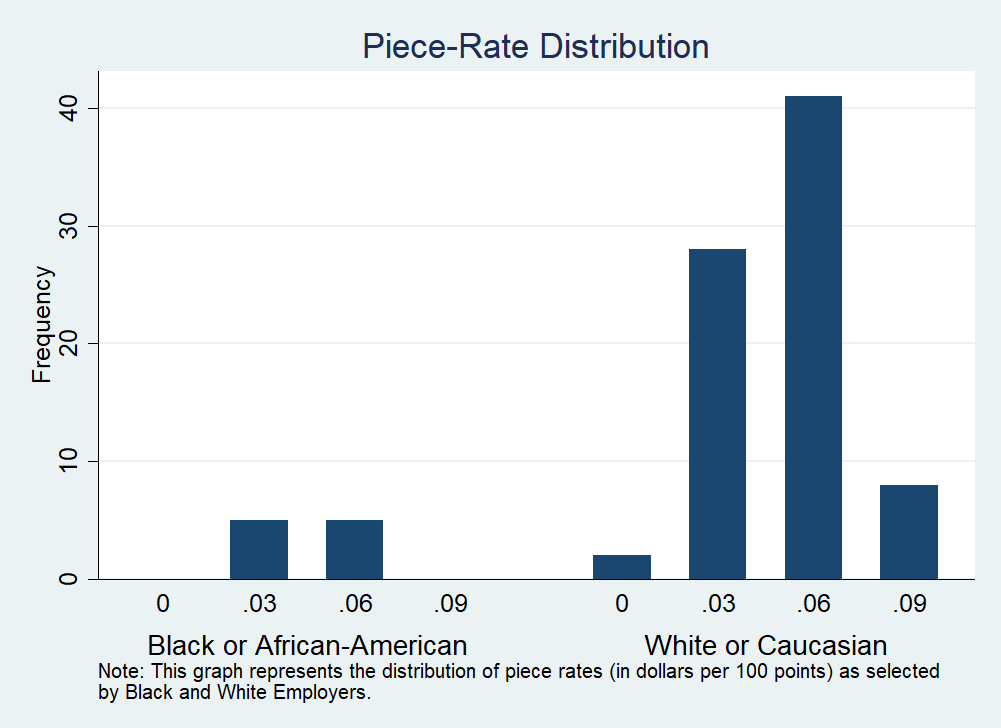 Piece-Rate Distribution
Frequency
40
30
20
10
0
0 .03 .06 .09 0 .03 .06 .09
Black or African-American White or Caucasian
Note: This graph represents the distribution of piece rates (in dollars per 100 points) as selected
by Black and White Employers.